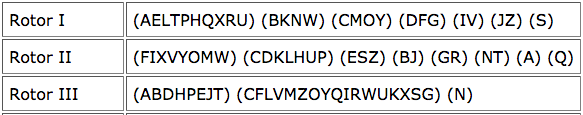 Rotor I (AELTPHQXRU) (BKNW) (CMOY) (DFG) (IV) (JZ) (S)
Rotor II (FIXVYOMW) (CDKLHUP) (ESZ) (BJ) (GR) (NT) (A) (Q)
Rotor III (ABDHPEJT) (CFLVMZOYQIRWUKXSG) (N)